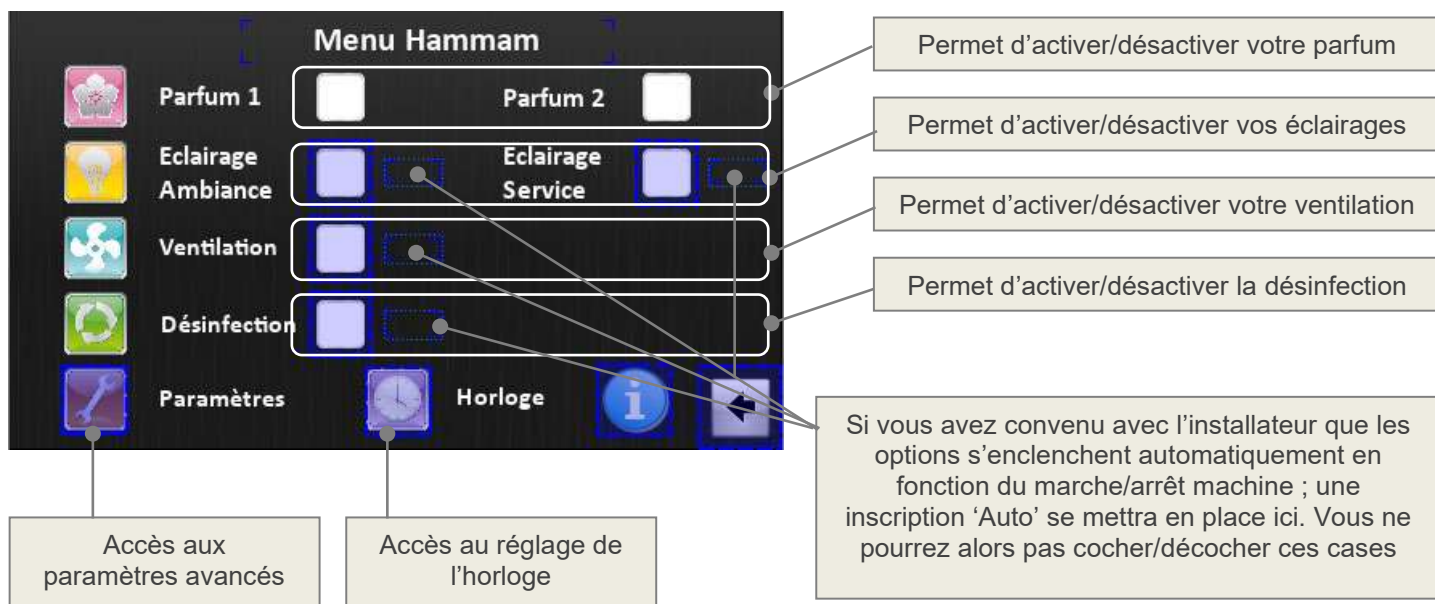 Menu Hammam
Parfum 1
Parfum 2
Eclairage
Ambiance
Eclairage
Service
Ventilation
Désinfection
Paramètres
Horloge
i
Permet d'activer/désactiver votre parfum
Permet d’activer/désactiver vos éclairages
Permet d’activer/désactiver votre ventilation
Permet d’activer/désactiver la désinfection
Si vous avez convenu avec l’installateur que les
options s’enclenchent automatiquement en
fonction du marche/arrêt machine ; une
inscription ‘Auto’ se mettra en place ici. Vous ne
pourrez alors pas cocher/décocher ces cases
Accès aux
paramètres avancés
Accès au réglage de
l’horloge